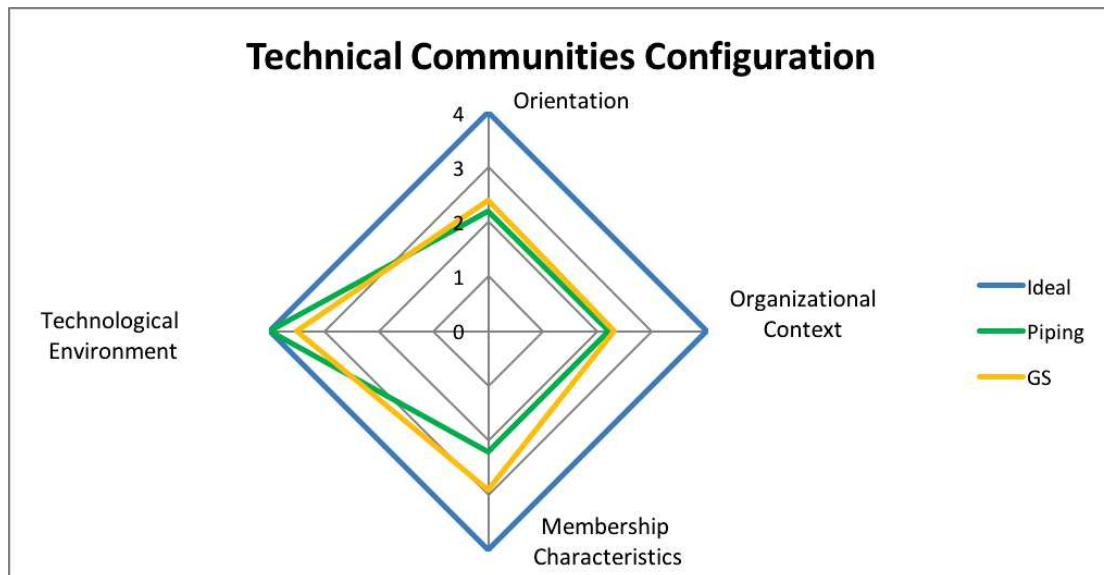 Technical Communities Configuration
Orientation
4
3
2
1
0
Organizational
Context
Technological
Environment
Membership
Characteristics
Ideal
Piping
GS